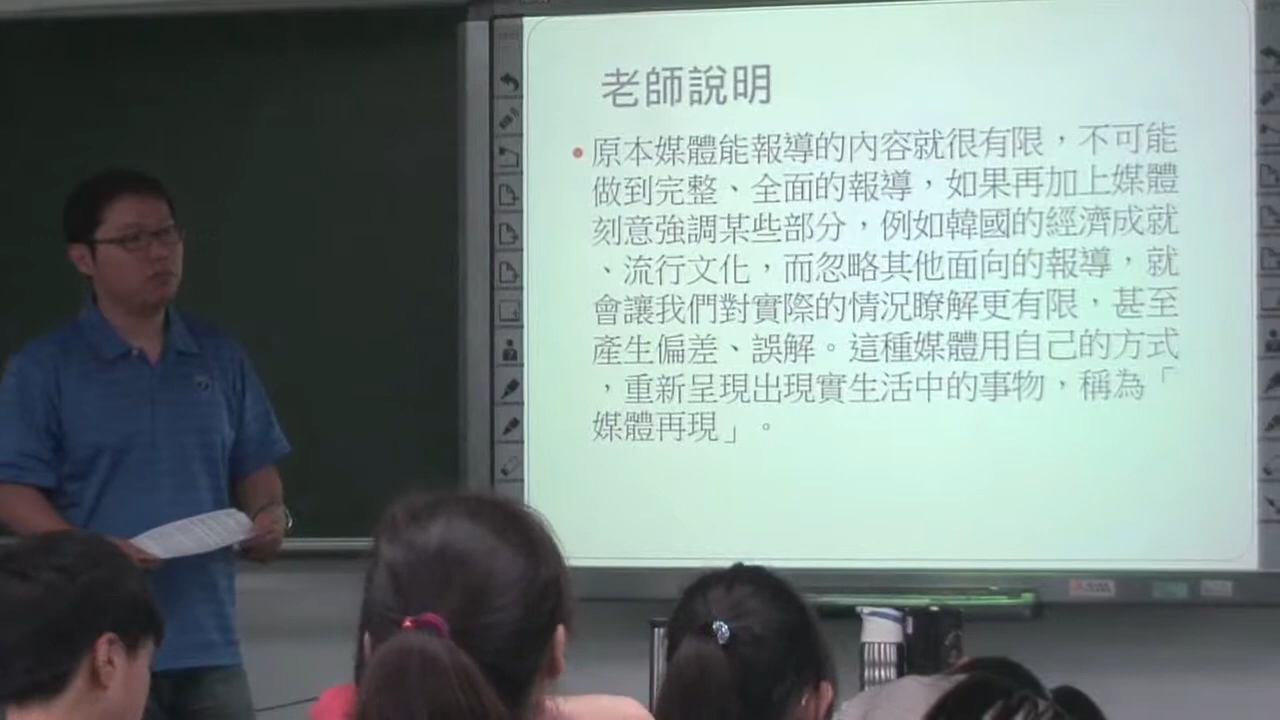 老師說明
•原本媒體能報導的內容就很有限，不可能
做到完整、全面的報導，如果再加上媒體
刻意強調某些部分，例如韓國的經濟成就
、流行文化，而忽略其他面向的報導，就
會讓我們對實際的情況瞭解更有限，甚至
產生偏差、誤解。這種媒體用自己的方式
，重新呈現出現實生活中的事物，稱為「
媒體再現」。